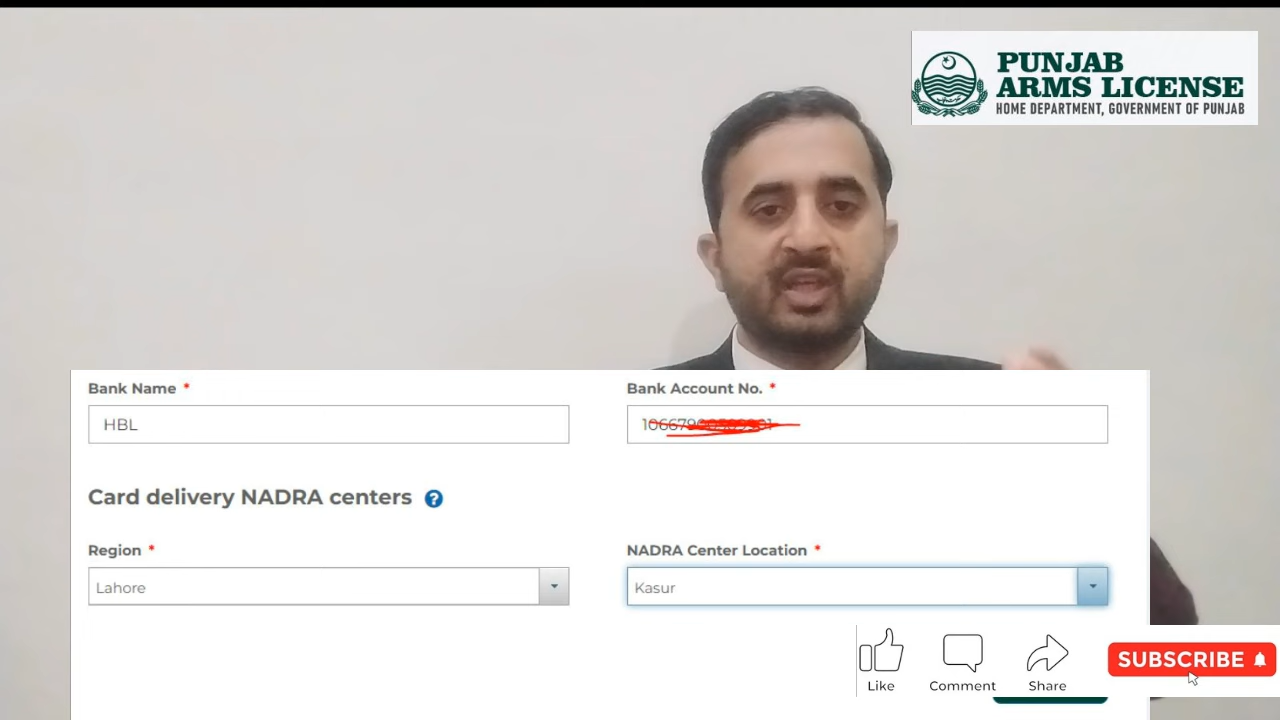 PUNJAB
ARMS LICENSE
HOME DEPARTMENT, GOVERNMENT OF PUNJAB
Bank Name * Bank Account No. *
HBL
Card delivery NADRA centers ?
Region * NADRA Center Location *
Lahore Kasur
Like Comment Share SUBSCRIBE